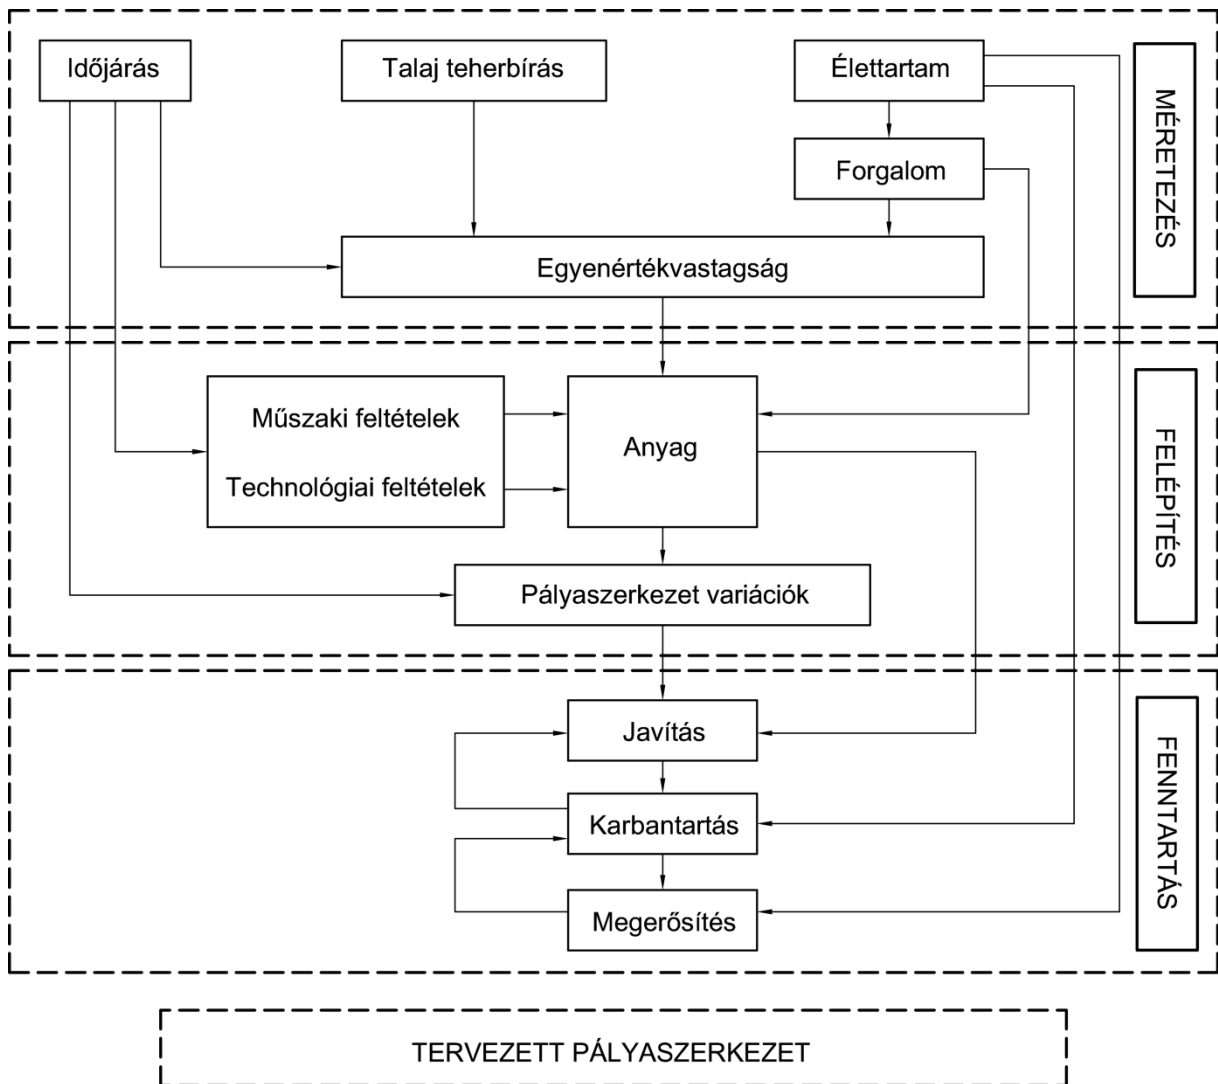 Időjárás
Talaj teherbírás
Élettartam
Forgalom
Egyenértékvastagság
MÉRETEZÉS
Műszaki feltételek
Technológiai feltételek
Anyag
Pályaszerkezet variációk
FELÉPÍTÉS
Javítás
Karbantartás
Megerősítés
FENNTARTÁS
TERVEZETT PÁLYASZERKEZET